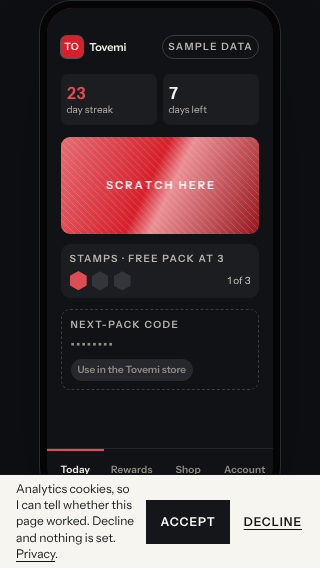 TO Tovemi SAMPLE DATA
23 7
day streak days left
SCRATCH HERE
STAMPS · FREE PACK AT 3
1 of 3
NEXT-PACK CODE
Use in the Tovemi store
Today Rewards Shop Account
Analytics cookies, so
I can tell whether this
page worked. Decline
and nothing is set.
Privacy.
ACCEPT DECLINE